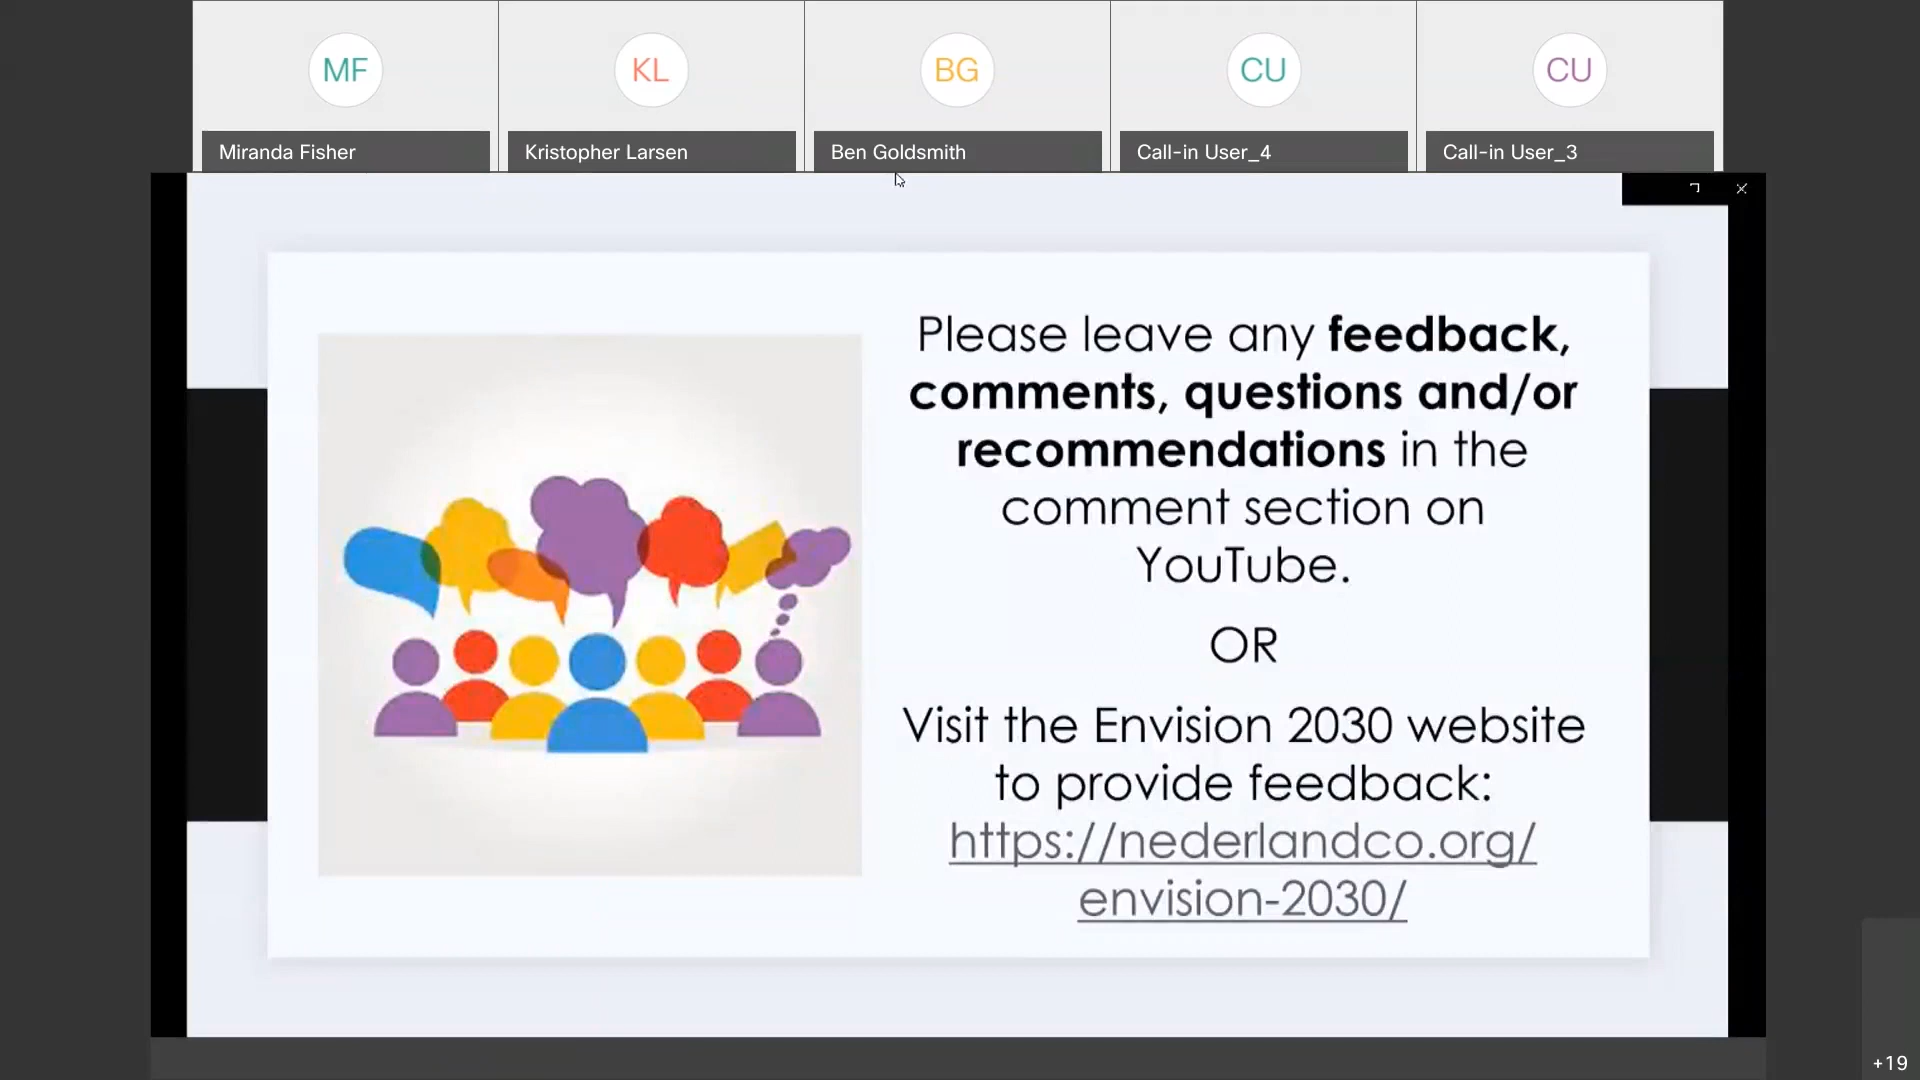 MF
KL
BG
CU
CU
Miranda Fisher
Kristopher Larsen
Ben Goldsmith
Call-in User_4
Call-in User_3
Please leave any feedback,
comments, questions and/or
recommendations in the
comment section on
YouTube.
OR
Visit the Envision 2030 website
to provide feedback:
https://nederlandco.org/
envision-2030/
+19